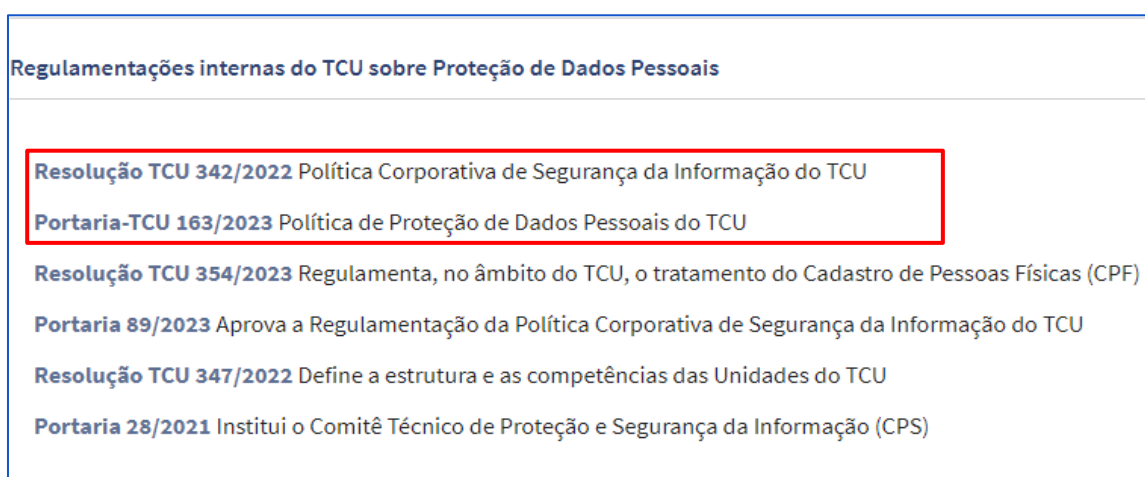 Regulamentações internas do TCU sobre Proteção de Dados Pessoais
Resolução TCU 342/2022 Política Corporativa de Segurança da Informação do TCU
Portaria-TCU 163/2023 Política de Proteção de Dados Pessoais do TCU
Resolução TCU 354/2023 Regulamenta, no âmbito do TCU, o tratamento do Cadastro de Pessoas Físicas (CPF)
Portaria 89/2023 Aprova a Regulamentação da Política Corporativa de Segurança da Informação do TCU
Resolução TCU 347/2022 Define a estrutura e as competências das Unidades do TCU
Portaria 28/2021 Institui o Comitê Técnico de Proteção e Segurança da Informação (CPS)